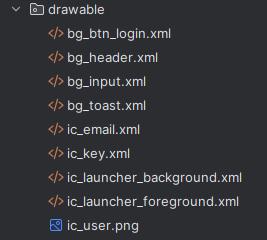 drawable
bg_btn_login.xml
bg_header.xml
bg_input.xml
bg_toast.xml
ic_email.xml
ic_key.xml
ic_launcher_background.xml
ic_launcher_foreground.xml
ic_user.png